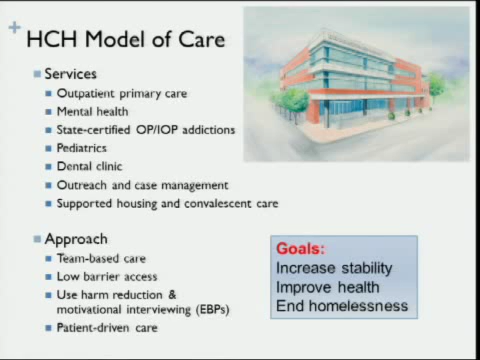 HCH Model of Care
Services
Outpatient primary care
Mental health
State-certified OP/IOP addictions
Pediatrics
Dental clinic
Outreach and case management
Supported housing and convalescent care
Approach
Team-based care
Low barrier access
Use harm reduction &
motivational interviewing (EBPs)
Patient-driven care
Goals:
Increase stability
Improve health
End homelessness